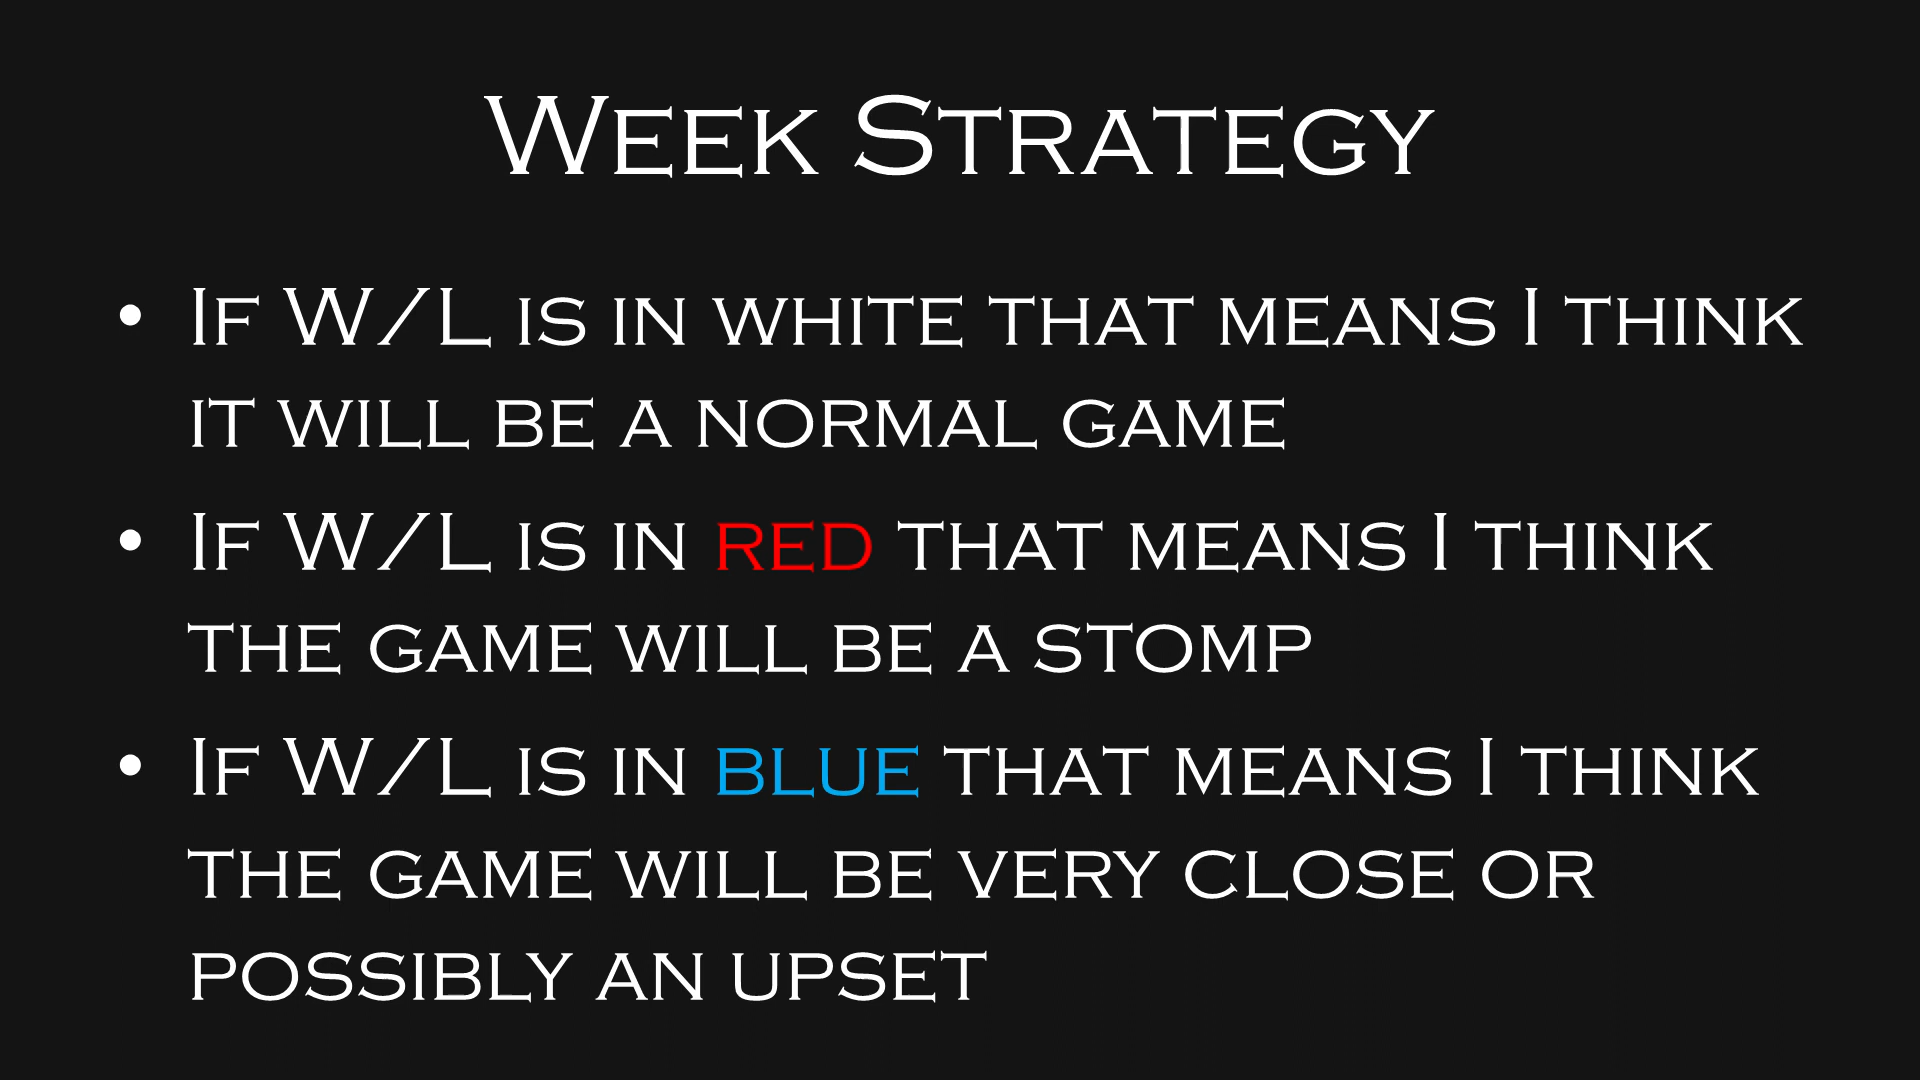 Week Strategy
• If W/L is in white that means I think
it will be a normal game
• If W/L is in red that means I think
the game will be a stomp
• If W/L is in blue that means I think
the game will be very close or
possibly an upset